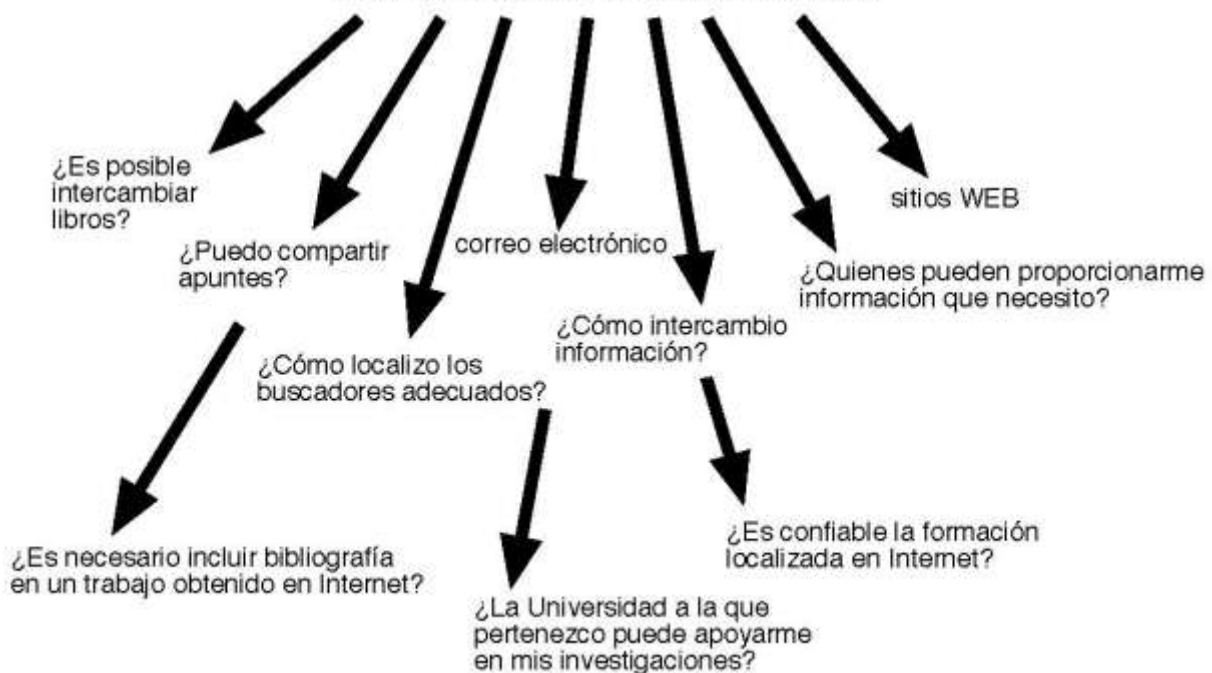 ¿Es posible
intercambiar
libros?
sitios WEB
¿Puedo compartir
apuntes?
correo electrónico
¿Quienes pueden proporcionarme
información que necesito?
¿Cómo intercambio
información?
¿Cómo localizo los
buscadores adecuados?
¿Es confiable la formación
localizada en Internet?
¿Es necesario incluir bibliografía
en un trabajo obtenido en Internet?
¿La Universidad a la que
pertenezco puede apoyarme
en mis investigaciones?